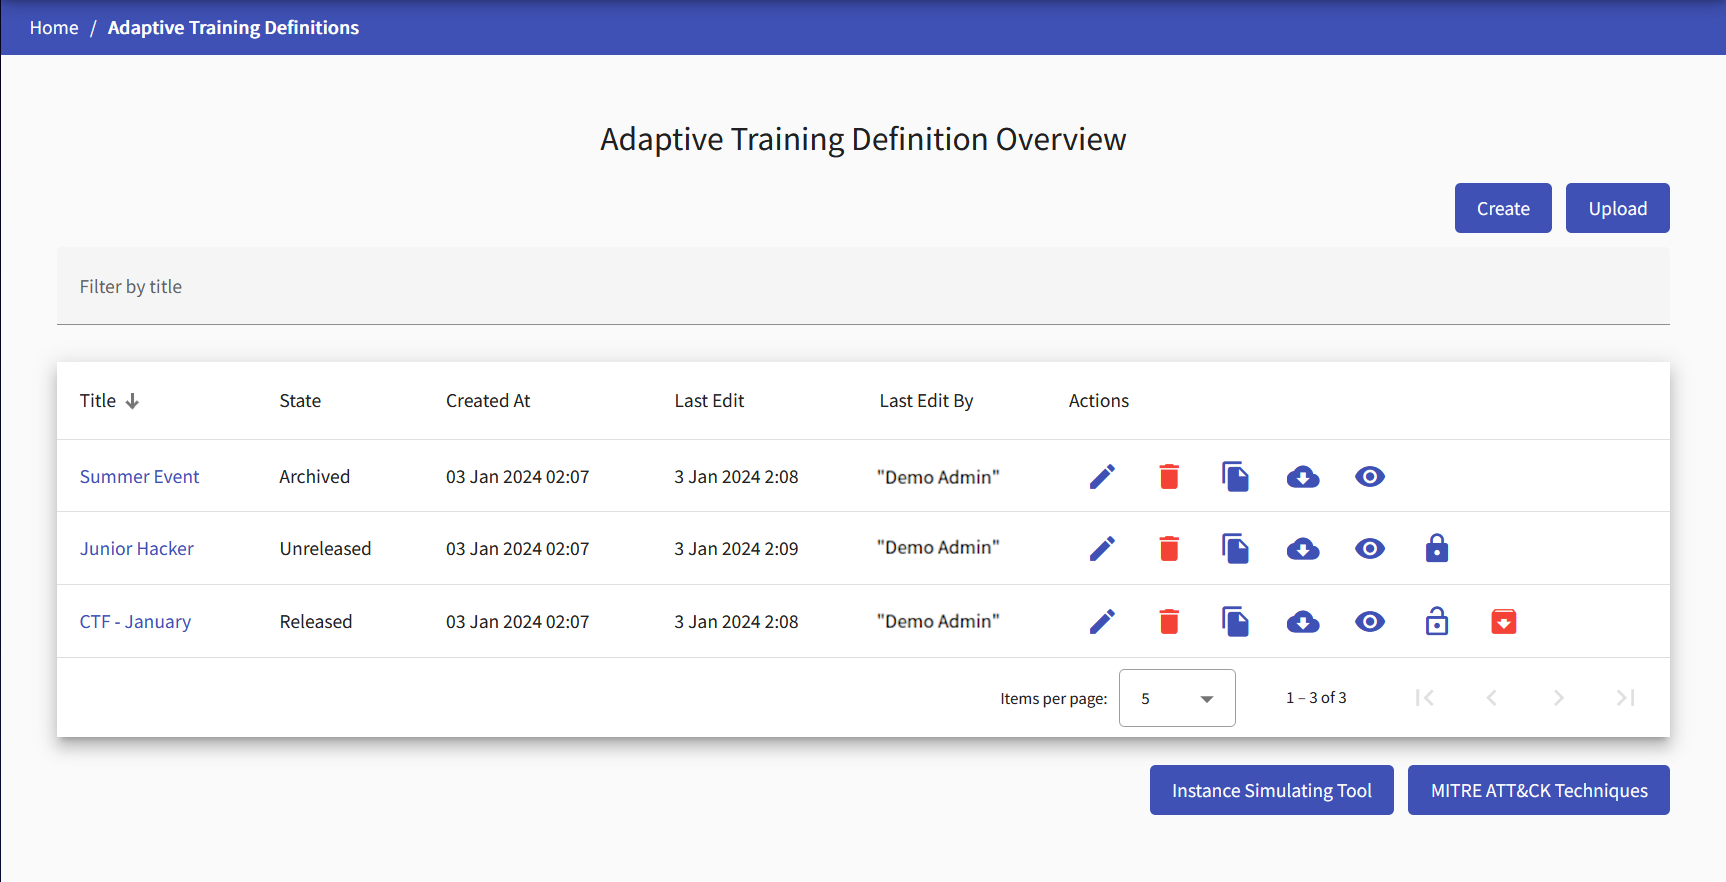 Home / Adaptive Training Definitions
Adaptive Training Definition Overview
Create Upload
Filter by title
Title State Created At Last Edit Last Edit By Actions
Summer Event Archived 03 Jan 2024 02:07 3 Jan 2024 2:08 "Demo Admin"
Junior Hacker Unreleased 03 Jan 2024 02:07 3 Jan 2024 2:09 "Demo Admin"
CTF - January Released 03 Jan 2024 02:07 3 Jan 2024 2:08 "Demo Admin"
Items per page: 5 1 – 3 of 3
Instance Simulating Tool MITRE ATT&CK Techniques